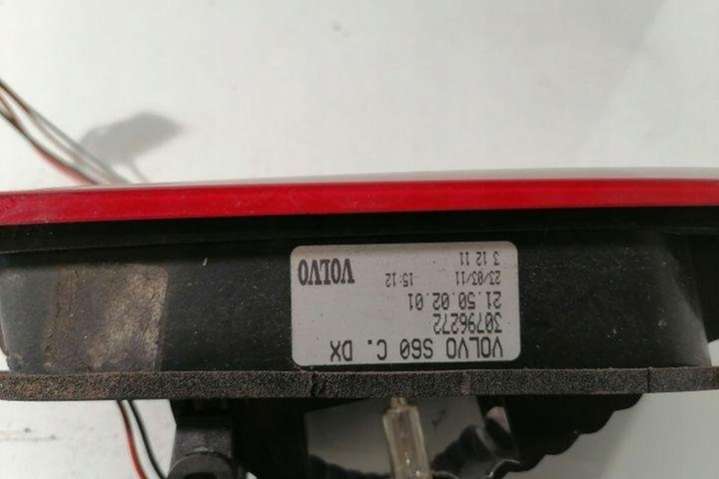 VOLVO S60 C. DX
30796272
21.50.02.01
23/03/11 15:12 VOLVO
3 12 11